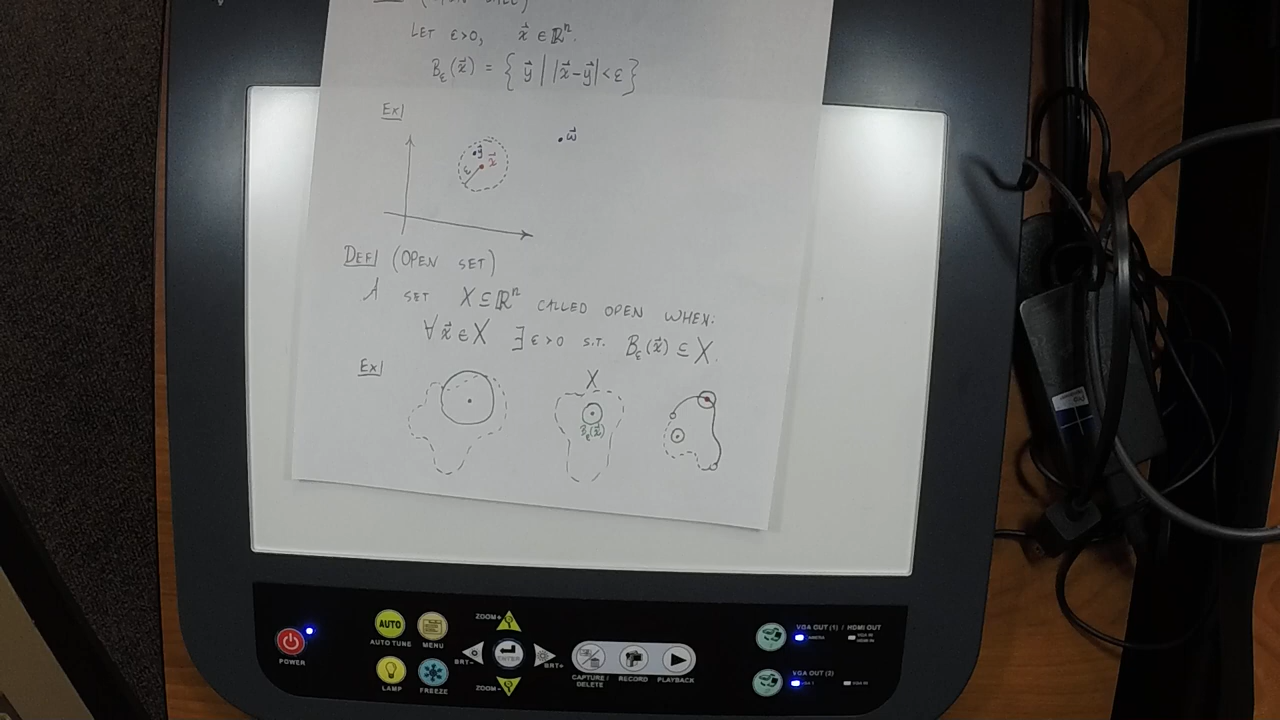 LET ε>0, x⃗ ∈ ℝⁿ.
B_ε(x⃗) = { y⃗ | |x⃗-y⃗| < ε }
Ex|
ω⃗
y⃗
x⃗
ε
DEF| (OPEN SET)
A SET X ⊆ ℝⁿ CALLED OPEN WHEN:
∀x⃗ ∈ X ∃ε>0 S.T. B_ε(x⃗) ⊆ X.
Ex|
X
B_ε(x⃗)
POWER
AUTO
AUTO TUNE
MENU
LAMP
FREEZE
ZOOM+
BRT-
ENTER
BRT+
ZOOM-
CAPTURE / DELETE
RECORD
PLAYBACK
VGA OUT (1) / HDMI OUT
VGA OUT (2)